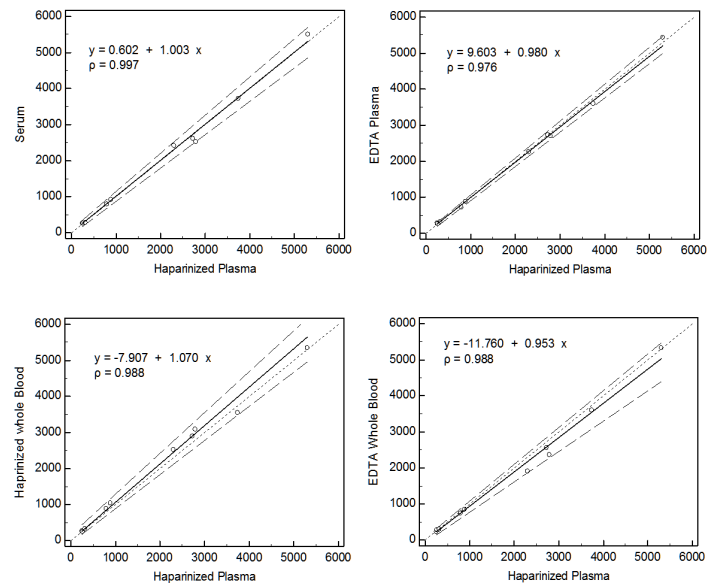 6000
5000
4000
3000
2000
1000
0
Serum
y = 0.602 + 1.003 x
ρ = 0.997
0 1000 2000 3000 4000 5000 6000
Haparinized Plasma
6000
5000
4000
3000
2000
1000
0
EDTA Plasma
y = 9.603 + 0.980 x
ρ = 0.976
0 1000 2000 3000 4000 5000 6000
Haparinized Plasma
6000
5000
4000
3000
2000
1000
0
Haprinized whole Blood
y = -7.907 + 1.070 x
ρ = 0.988
0 1000 2000 3000 4000 5000 6000
Haparinized Plasma
6000
5000
4000
3000
2000
1000
0
EDTA Whole Blood
y = -11.760 + 0.953 x
ρ = 0.988
0 1000 2000 3000 4000 5000 6000
Haparinized Plasma